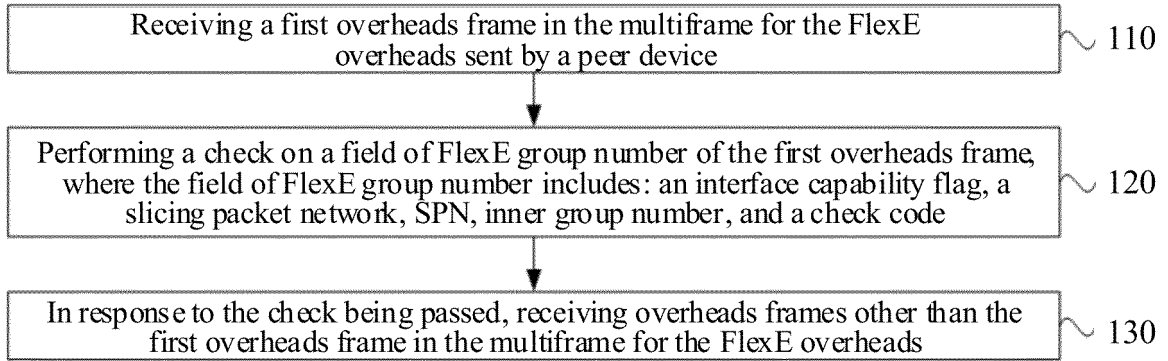 Receiving a first overheads frame in the multiframe for the FlexE
overheads sent by a peer device
110
Performing a check on a field of FlexE group number of the first overheads frame,
where the field of FlexE group number includes: an interface capability flag, a
slicing packet network, SPN, inner group number, and a check code
120
In response to the check being passed, receiving overheads frames other than the
first overheads frame in the multiframe for the FlexE overheads
130